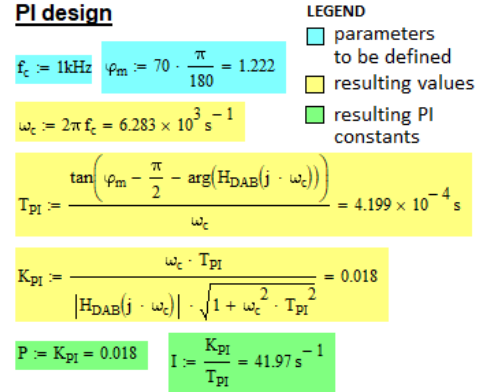 PI design
LEGEND
parameters
to be defined
resulting values
resulting PI
constants
f_c := 1kHz   φ_m := 70 · π/180 = 1.222
ω_c := 2π f_c = 6.283 × 10^3 s^−1
T_PI := tan(φ_m − π/2 − arg(H_DAB(j · ω_c))) / ω_c = 4.199 × 10^−4 s
K_PI := ω_c · T_PI / (|H_DAB(j · ω_c)| · √(1 + ω_c^2 · T_PI^2)) = 0.018
P := K_PI = 0.018   I := K_PI/T_PI = 41.97 s^−1